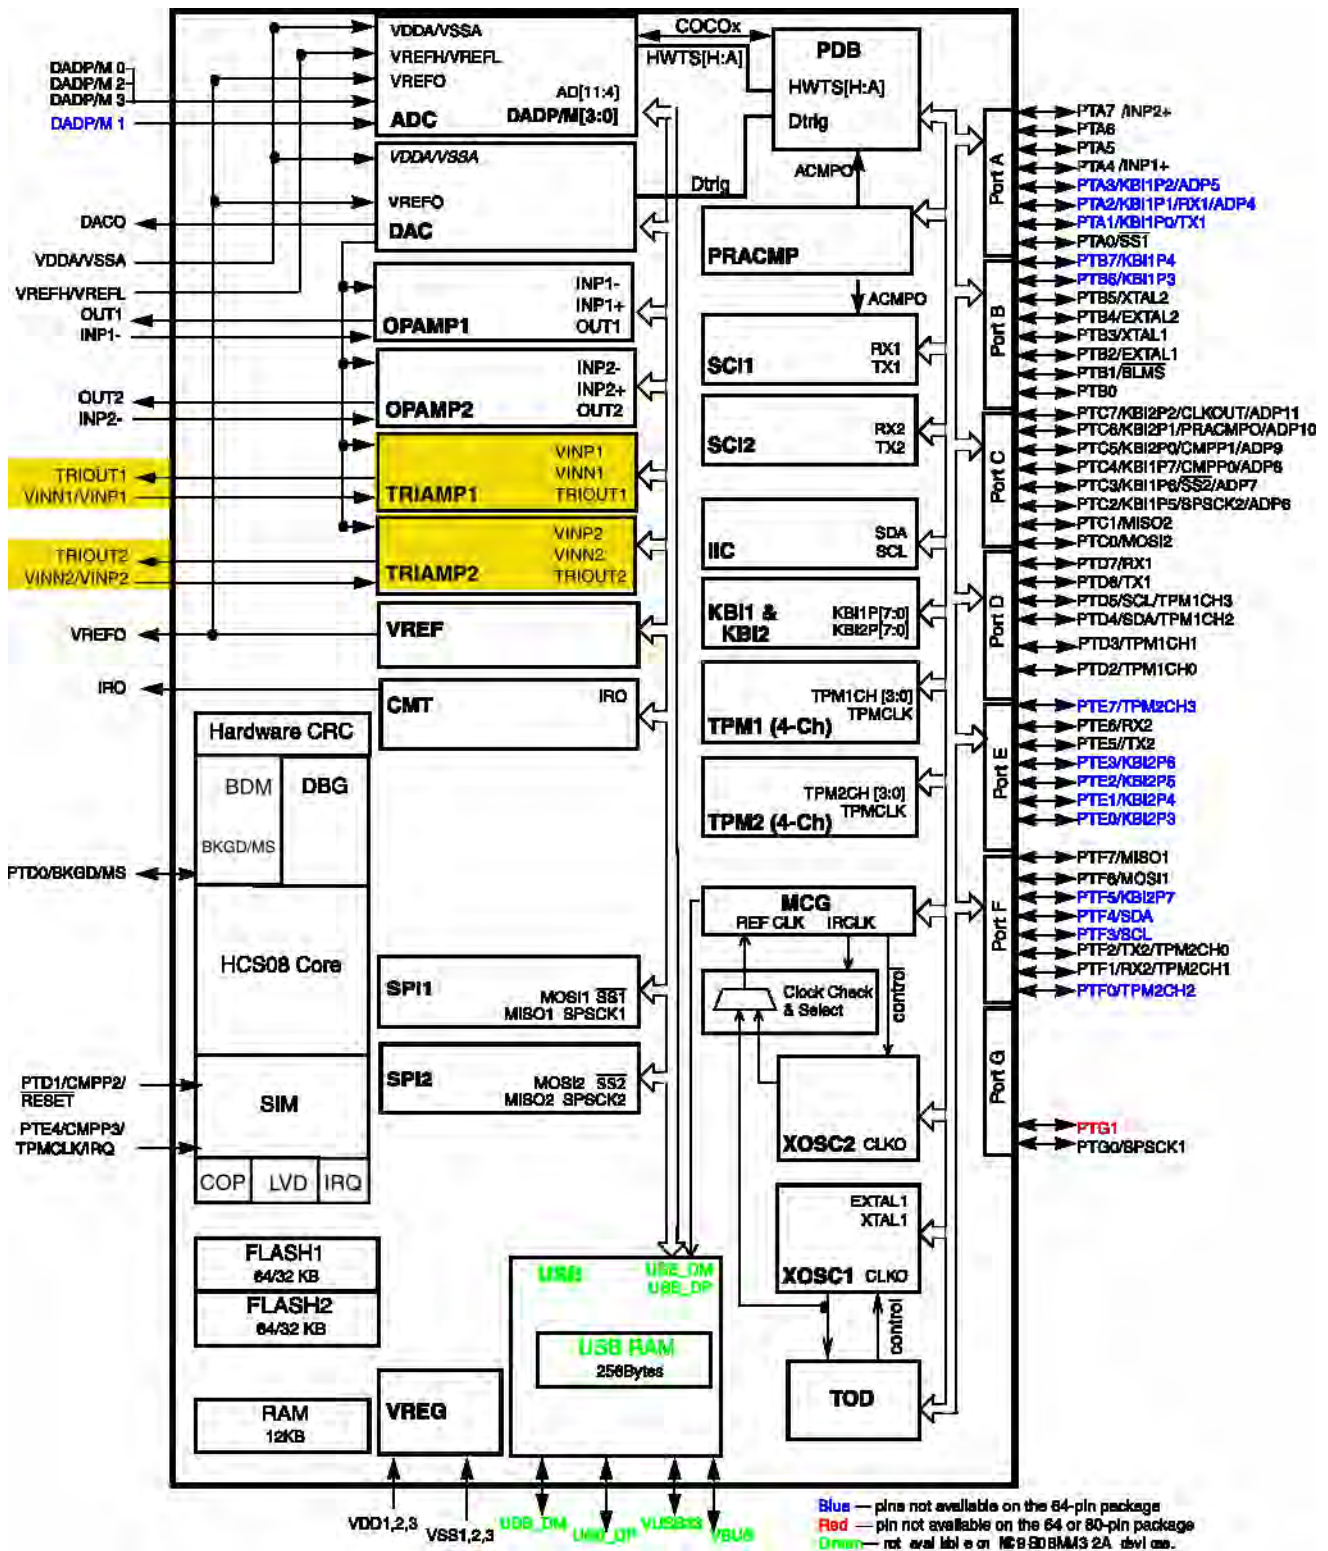 DADP/M 0
DADP/M 2
DADP/M 3
DADP/M 1
DACO
VDDA/VSSA
VREFH/VREFL
OUT1
INP1-
OUT2
INP2-
TRIOUT1
VINN1/VINP1
TRIOUT2
VINN2/VINP2
VREFO
IRO
PTD0/BKGD/MS
PTD1/CMPP2/
RESET
PTE4/CMPP3/
TPMCLK/IRQ
VDDA/VSSA
VREFH/VREFL
VREFO
AD[11:4]
DADP/M[3:0]
ADC
VDDA/VSSA
VREFO
DAC
INP1-
INP1+
OUT1
OPAMP1
INP2-
INP2+
OUT2
OPAMP2
VINP1
VINN1
TRIOUT1
TRIAMP1
VINP2
VINN2
TRIOUT2
TRIAMP2
VREF
CMT
IRO
Hardware CRC
BDM
DBG
BKGD/MS
HCS08 Core
SIM
COP
LVD
IRQ
SPI1
MOSI1 SS1
MISO1 SPSCK1
SPI2
MOSI2 SS2
MISO2 SPSCK2
FLASH1
64/32 KB
FLASH2
64/32 KB
RAM
12KB
VREG
VDD1,2,3
VSS1,2,3
USB
USB_DM
USB_DP
USB RAM
256Bytes
USB_DM
USB_DP
VUSB33
VBUS
COCOx
HWTS[H:A]
Dtrig
PDB
HWTS[H:A]
Dtrig
ACMPO
PRACMP
ACMPO
SCI1
RX1
TX1
SCI2
RX2
TX2
IIC
SDA
SCL
KBI1 &
KBI2
KBI1P[7:0]
KBI2P[7:0]
TPM1CH [3:0]
TPMCLK
TPM1 (4-Ch)
TPM2CH [3:0]
TPMCLK
TPM2 (4-Ch)
MCG
REF CLK
IRCLK
Clock Check
& Select
control
XOSC2 CLKO
EXTAL1
XTAL1
XOSC1 CLKO
control
TOD
Port A
PTA7 /INP2+
PTA6
PTA5
PTA4 /INP1+
PTA3/KBI1P2/ADP5
PTA2/KBI1P1/RX1/ADP4
PTA1/KBI1P0/TX1
PTA0/SS1
Port B
PTB7/KBI1P4
PTB6/KBI1P3
PTB5/XTAL2
PTB4/EXTAL2
PTB3/XTAL1
PTB2/EXTAL1
PTB1/BLMS
PTB0
Port C
PTC7/KBI2P2/CLKOUT/ADP11
PTC6/KBI2P1/PRACMPO/ADP10
PTC5/KBI2P0/CMPP1/ADP9
PTC4/KBI1P7/CMPP0/ADP8
PTC3/KBI1P6/SS2/ADP7
PTC2/KBI1P5/SPSCK2/ADP6
PTC1/MISO2
PTC0/MOSI2
Port D
PTD7/RX1
PTD6/TX1
PTD5/SCL/TPM1CH3
PTD4/SDA/TPM1CH2
PTD3/TPM1CH1
PTD2/TPM1CH0
Port E
PTE7/TPM2CH3
PTE6/RX2
PTE5//TX2
PTE3/KBI2P6
PTE2/KBI2P5
PTE1/KBI2P4
PTE0/KBI2P3
Port F
PTF7/MISO1
PTF6/MOSI1
PTF5/KBI2P7
PTF4/SDA
PTF3/SCL
PTF2/TX2/TPM2CH0
PTF1/RX2/TPM2CH1
PTF0/TPM2CH2
Port G
PTG1
PTG0/SPSCK1
Blue — pins not available on the 64-pin package
Red — pin not available on the 64 or 80-pin package
Green — not available on MC9S08MM32A devices.